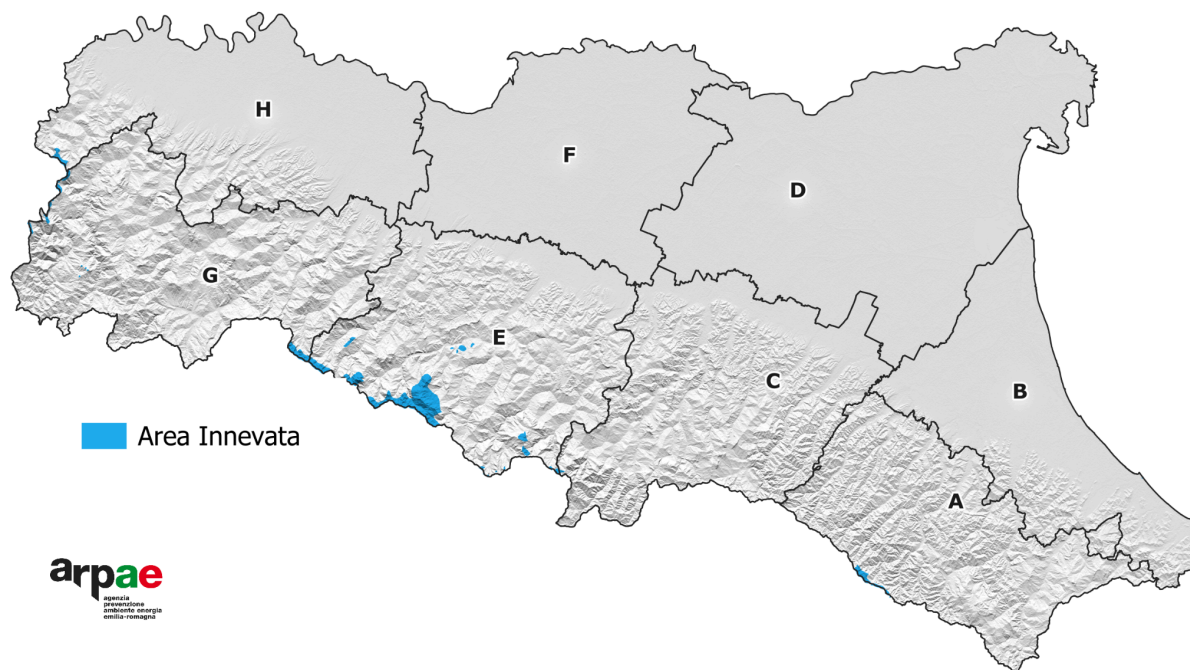 H
F
D
G
E
C
B
A
Area Innevata
arpae
agenzia
prevenzione
ambiente energia
emilia-romagna